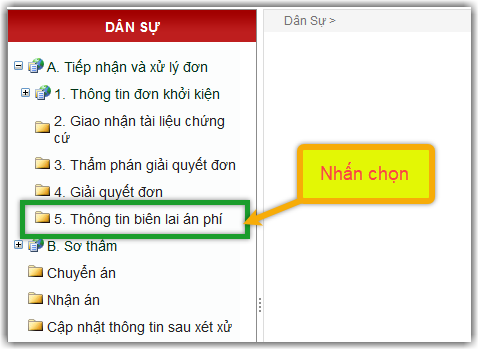 DÂN SỰ
Dân Sự >
A. Tiếp nhận và xử lý đơn
1. Thông tin đơn khởi kiện
2. Giao nhận tài liệu chứng
cứ
3. Thẩm phán giải quyết đơn
4. Giải quyết đơn
5. Thông tin biên lai án phí
B. Sơ thẩm
Chuyển án
Nhận án
Cập nhật thông tin sau xét xử
Nhấn chọn